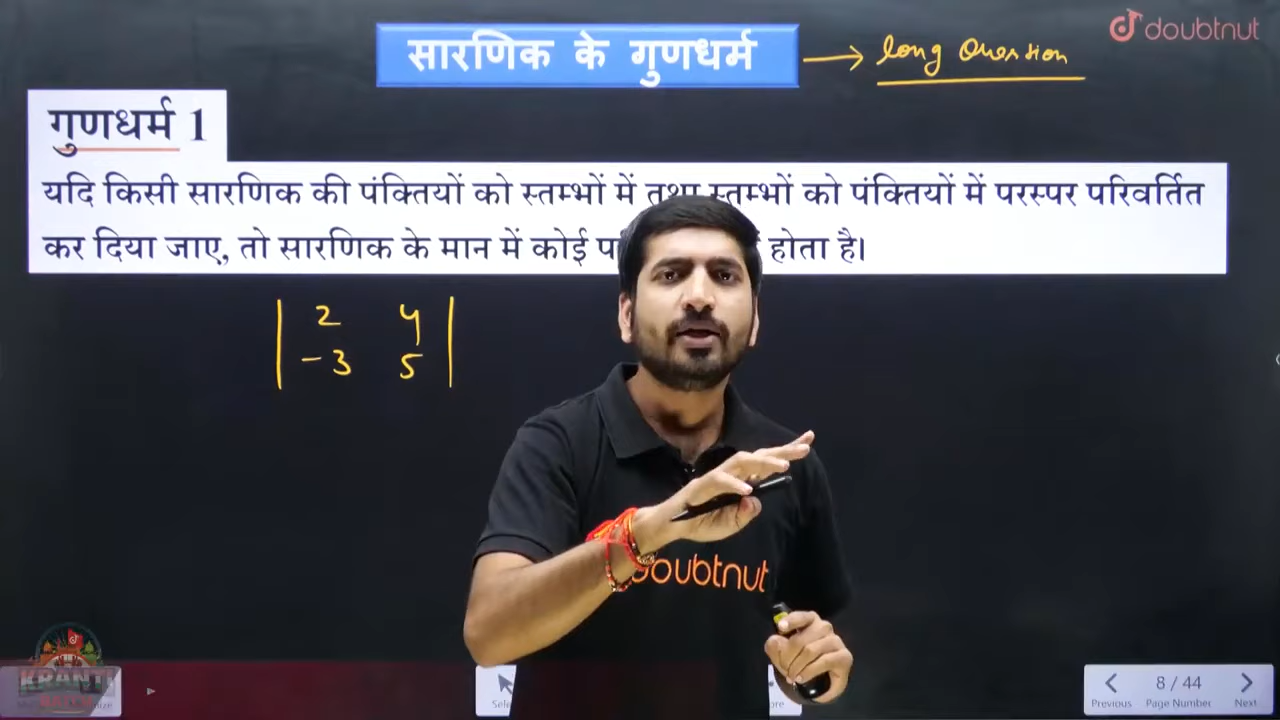 सारणिक के गुणधर्म → long Question
doubtnut
गुणधर्म 1
यदि किसी सारणिक की पंक्तियों को स्तम्भों में तथा स्तम्भों को पंक्तियों में परस्पर परिवर्तित
कर दिया जाए, तो सारणिक के मान में कोई होता है।
2 4
-3 5
doubtnut
KRANTI
8 / 44
Previous Page Number Next